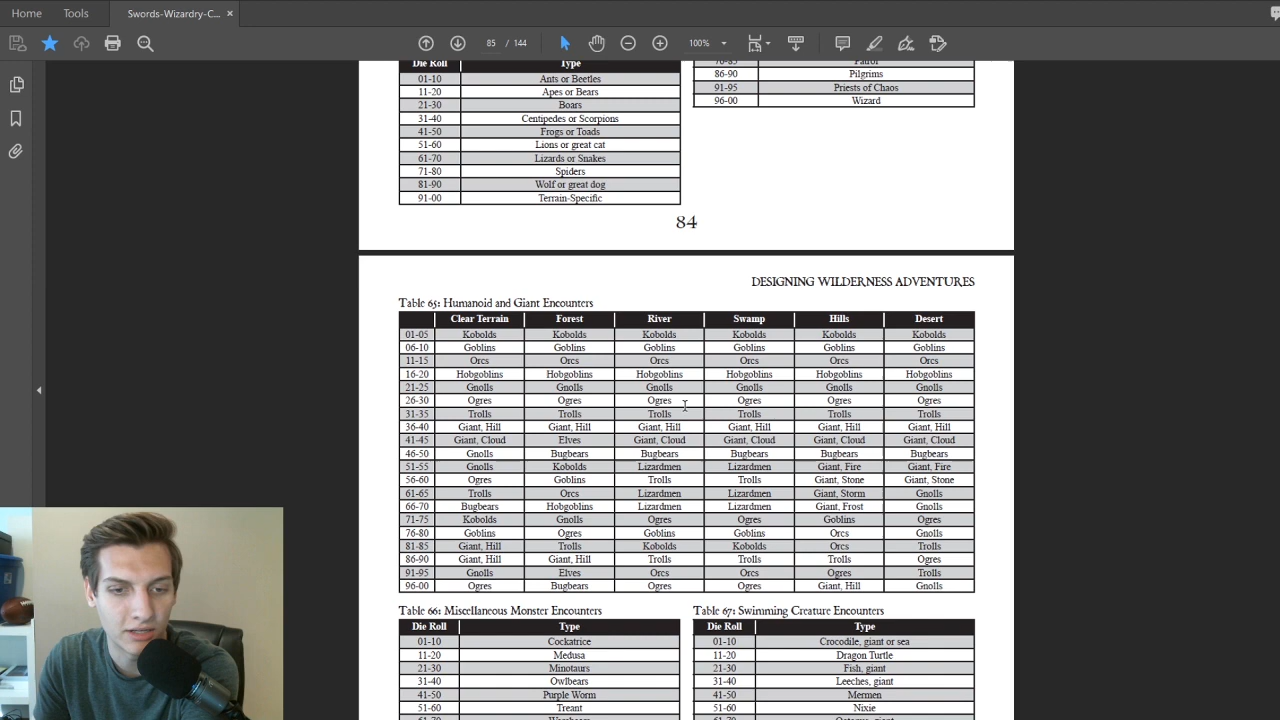 Home Tools Swords-Wizardry-C... ×
85 / 144 100%
Die Roll Type
01-10 Ants or Beetles
11-20 Apes or Bears
21-30 Boars
31-40 Centipedes or Scorpions
41-50 Frogs or Toads
51-60 Lions or great cat
61-70 Lizards or Snakes
71-80 Spiders
81-90 Wolf or great dog
91-00 Terrain-Specific
76-85 Patrol
86-90 Pilgrims
91-95 Priests of Chaos
96-00 Wizard
84
DESIGNING WILDERNESS ADVENTURES
Table 65: Humanoid and Giant Encounters
Clear Terrain Forest River Swamp Hills Desert
01-05 Kobolds Kobolds Kobolds Kobolds Kobolds Kobolds
06-10 Goblins Goblins Goblins Goblins Goblins Goblins
11-15 Orcs Orcs Orcs Orcs Orcs Orcs
16-20 Hobgoblins Hobgoblins Hobgoblins Hobgoblins Hobgoblins Hobgoblins
21-25 Gnolls Gnolls Gnolls Gnolls Gnolls Gnolls
26-30 Ogres Ogres Ogres Ogres Ogres Ogres
31-35 Trolls Trolls Trolls Trolls Trolls Trolls
36-40 Giant, Hill Giant, Hill Giant, Hill Giant, Hill Giant, Hill Giant, Hill
41-45 Giant, Cloud Elves Giant, Cloud Giant, Cloud Giant, Cloud Giant, Cloud
46-50 Gnolls Bugbears Bugbears Bugbears Bugbears Bugbears
51-55 Gnolls Kobolds Lizardmen Lizardmen Giant, Fire Giant, Fire
56-60 Ogres Goblins Trolls Trolls Giant, Stone Giant, Stone
61-65 Trolls Orcs Lizardmen Lizardmen Giant, Storm Gnolls
66-70 Bugbears Hobgoblins Lizardmen Lizardmen Giant, Frost Gnolls
71-75 Kobolds Gnolls Ogres Ogres Goblins Ogres
76-80 Goblins Ogres Goblins Goblins Orcs Gnolls
81-85 Giant, Hill Trolls Kobolds Kobolds Orcs Trolls
86-90 Giant, Hill Giant, Hill Trolls Trolls Trolls Ogres
91-95 Gnolls Elves Orcs Orcs Ogres Trolls
96-00 Ogres Bugbears Ogres Ogres Giant, Hill Gnolls
Table 66: Miscellaneous Monster Encounters
Die Roll Type
01-10 Cockatrice
11-20 Medusa
21-30 Minotaurs
31-40 Owlbears
41-50 Purple Worm
51-60 Treant
Table 67: Swimming Creature Encounters
Die Roll Type
01-10 Crocodile, giant or sea
11-20 Dragon Turtle
21-30 Fish, giant
31-40 Leeches, giant
41-50 Mermen
51-60 Nixie